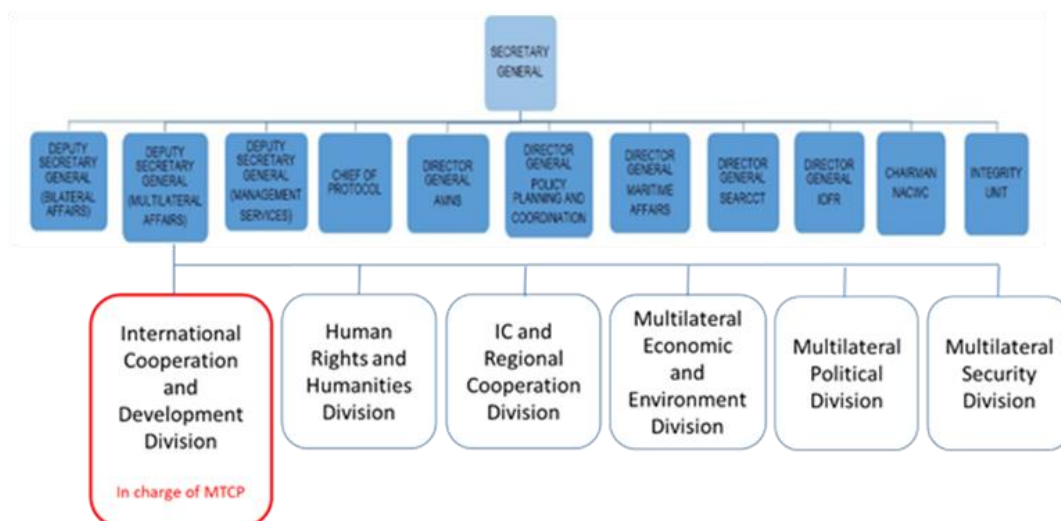 SECRETARY
GENERAL
DEPUTY
SECRETARY
GENERAL
(BILATERAL
AFFAIRS)
DEPUTY
SECRETARY
GENERAL
(MULTILATERAL
AFFAIRS)
DEPUTY
SECRETARY
GENERAL
(MANAGEMENT
SERVICES)
CHIEF OF
PROTOCOL
DIRECTOR
GENERAL
AMNS
DIRECTOR
GENERAL
POLICY
PLANNING AND
COORDINATION
DIRECTOR
GENERAL
MARITIME
AFFAIRS
DIRECTOR
GENERAL
SEARCCT
DIRECTOR
GENERAL
IDFR
CHAIRMAN
NACWC
INTEGRITY
UNIT
International
Cooperation
and
Development
Division
In charge of MTCP
Human
Rights and
Humanities
Division
IC and
Regional
Cooperation
Division
Multilateral
Economic
and
Environment
Division
Multilateral
Political
Division
Multilateral
Security
Division